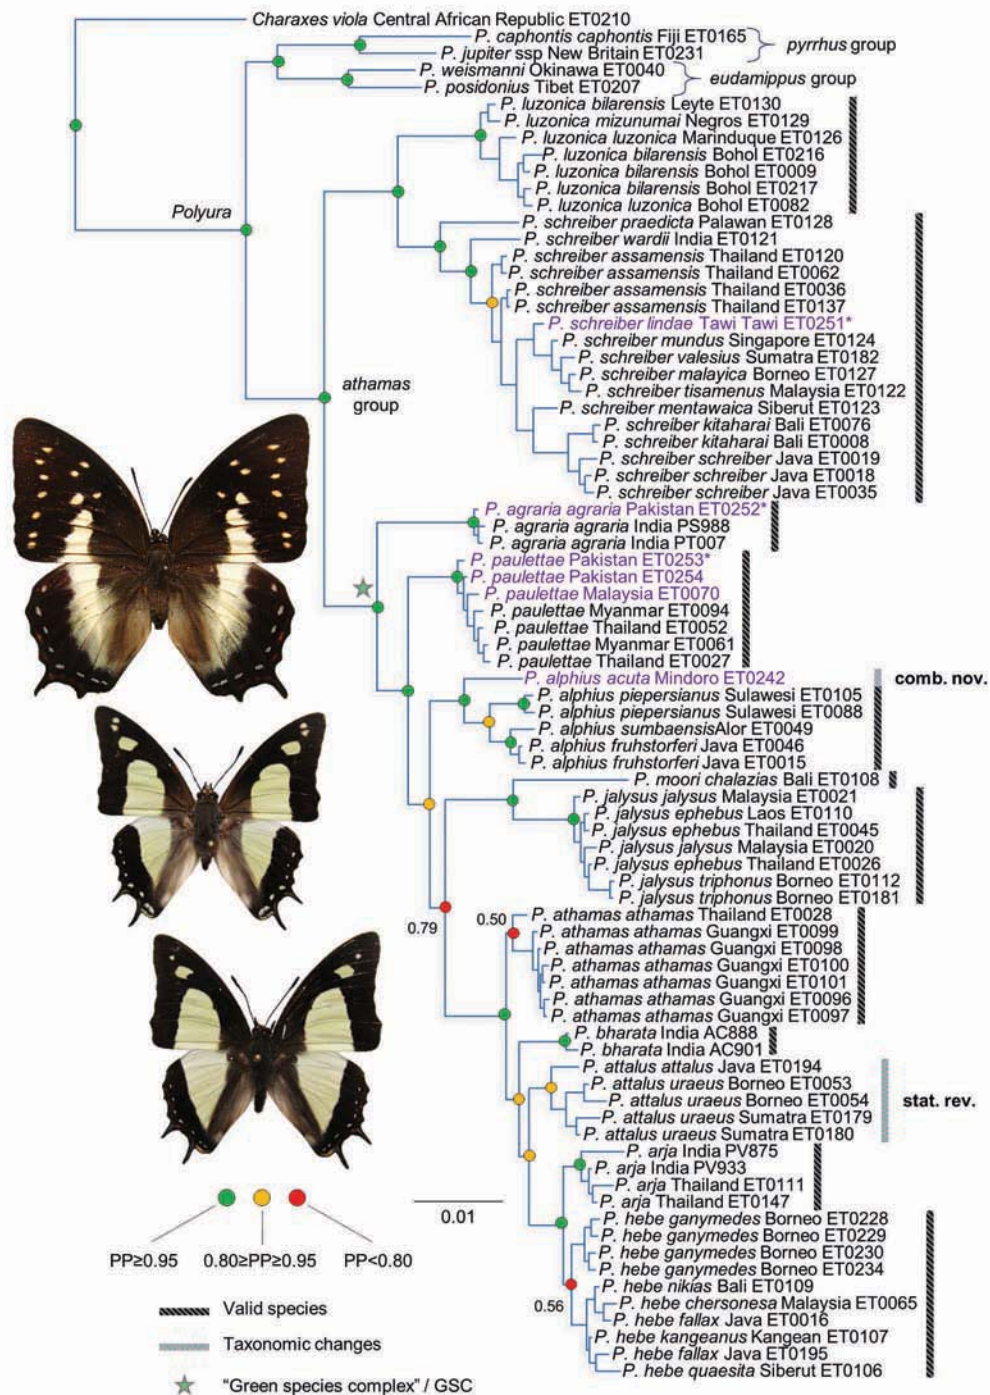 Charaxes viola Central African Republic ET0210
P. caphontis caphontis Fiji ET0165
P. jupiter ssp New Britain ET0231
pyrrhus group
P. weismanni Okinawa ET0040
P. posidonius Tibet ET0207
eudamippus group
P. luzonica bilarensis Leyte ET0130
P. luzonica mizunumai Negros ET0129
P. luzonica luzonica Marinduque ET0126
P. luzonica bilarensis Bohol ET0216
P. luzonica bilarensis Bohol ET0009
P. luzonica bilarensis Bohol ET0217
P. luzonica luzonica Bohol ET0082
Polyura
P. schreiber praedicta Palawan ET0128
P. schreiber wardii India ET0121
P. schreiber assamensis Thailand ET0120
P. schreiber assamensis Thailand ET0062
P. schreiber assamensis Thailand ET0036
P. schreiber assamensis Thailand ET0137
P. schreiber lindae Tawi Tawi ET0251*
P. schreiber mundus Singapore ET0124
P. schreiber valesius Sumatra ET0182
P. schreiber malayica Borneo ET0127
P. schreiber tisamenus Malaysia ET0122
P. schreiber mentawaica Siberut ET0123
P. schreiber kitaharai Bali ET0076
P. schreiber kitaharai Bali ET0008
P. schreiber schreiber Java ET0019
P. schreiber schreiber Java ET0018
P. schreiber schreiber Java ET0035
athamas
group
P. agraria agraria Pakistan ET0252*
P. agraria agraria India PS988
P. agraria agraria India PT007
P. paulettae Pakistan ET0253*
P. paulettae Pakistan ET0254
P. paulettae Malaysia ET0070
P. paulettae Myanmar ET0094
P. paulettae Thailand ET0052
P. paulettae Myanmar ET0061
P. paulettae Thailand ET0027
P. alphius acuta Mindoro ET0242
comb. nov.
P. alphius piepersianus Sulawesi ET0105
P. alphius piepersianus Sulawesi ET0088
P. alphius sumbaensisAlor ET0049
P. alphius fruhstorferi Java ET0046
P. alphius fruhstorferi Java ET0015
P. moori chalazias Bali ET0108
P. jalysus jalysus Malaysia ET0021
P. jalysus ephebus Laos ET0110
P. jalysus ephebus Thailand ET0045
P. jalysus jalysus Malaysia ET0020
P. jalysus ephebus Thailand ET0026
P. jalysus triphonus Borneo ET0112
P. jalysus triphonus Borneo ET0181
0.79
0.50
P. athamas athamas Thailand ET0028
P. athamas athamas Guangxi ET0099
P. athamas athamas Guangxi ET0098
P. athamas athamas Guangxi ET0100
P. athamas athamas Guangxi ET0101
P. athamas athamas Guangxi ET0096
P. athamas athamas Guangxi ET0097
P. bharata India AC888
P. bharata India AC901
P. attalus attalus Java ET0194
P. attalus uraeus Borneo ET0053
P. attalus uraeus Borneo ET0054
P. attalus uraeus Sumatra ET0179
P. attalus uraeus Sumatra ET0180
stat. rev.
P. arja India PV875
P. arja India PV933
P. arja Thailand ET0111
P. arja Thailand ET0147
P. hebe ganymedes Borneo ET0228
P. hebe ganymedes Borneo ET0229
P. hebe ganymedes Borneo ET0230
P. hebe ganymedes Borneo ET0234
0.56
P. hebe nikias Bali ET0109
P. hebe chersonesa Malaysia ET0065
P. hebe fallax Java ET0016
P. hebe kangeanus Kangean ET0107
P. hebe fallax Java ET0195
P. hebe quaesita Siberut ET0106
0.01
PP≥0.95
0.80≥PP≥0.95
PP<0.80
Valid species
Taxonomic changes
"Green species complex" / GSC